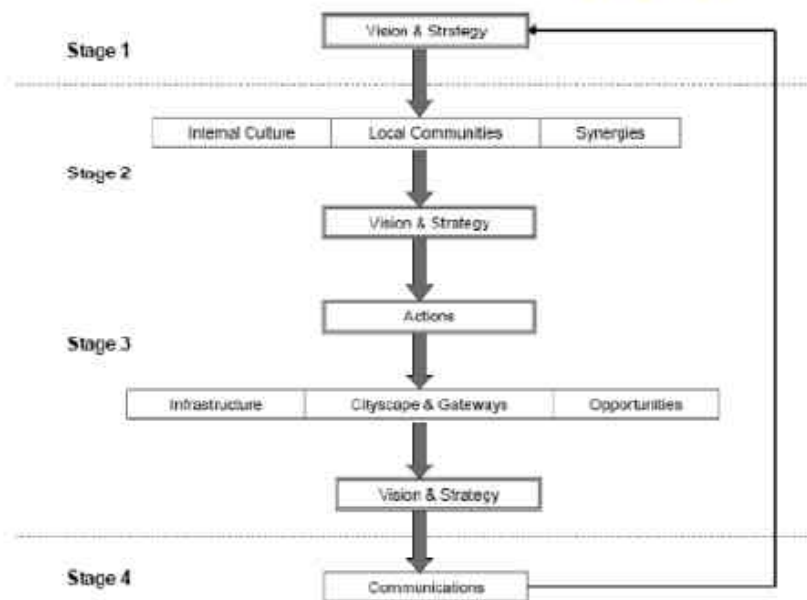 Vision & Strategy
Stage 1
Internal Culture Local Communities Synergies
Stage 2
Vision & Strategy
Actions
Stage 3
Infrastructure Cityscape & Gateways Opportunities
Vision & Strategy
Stage 4
Communications